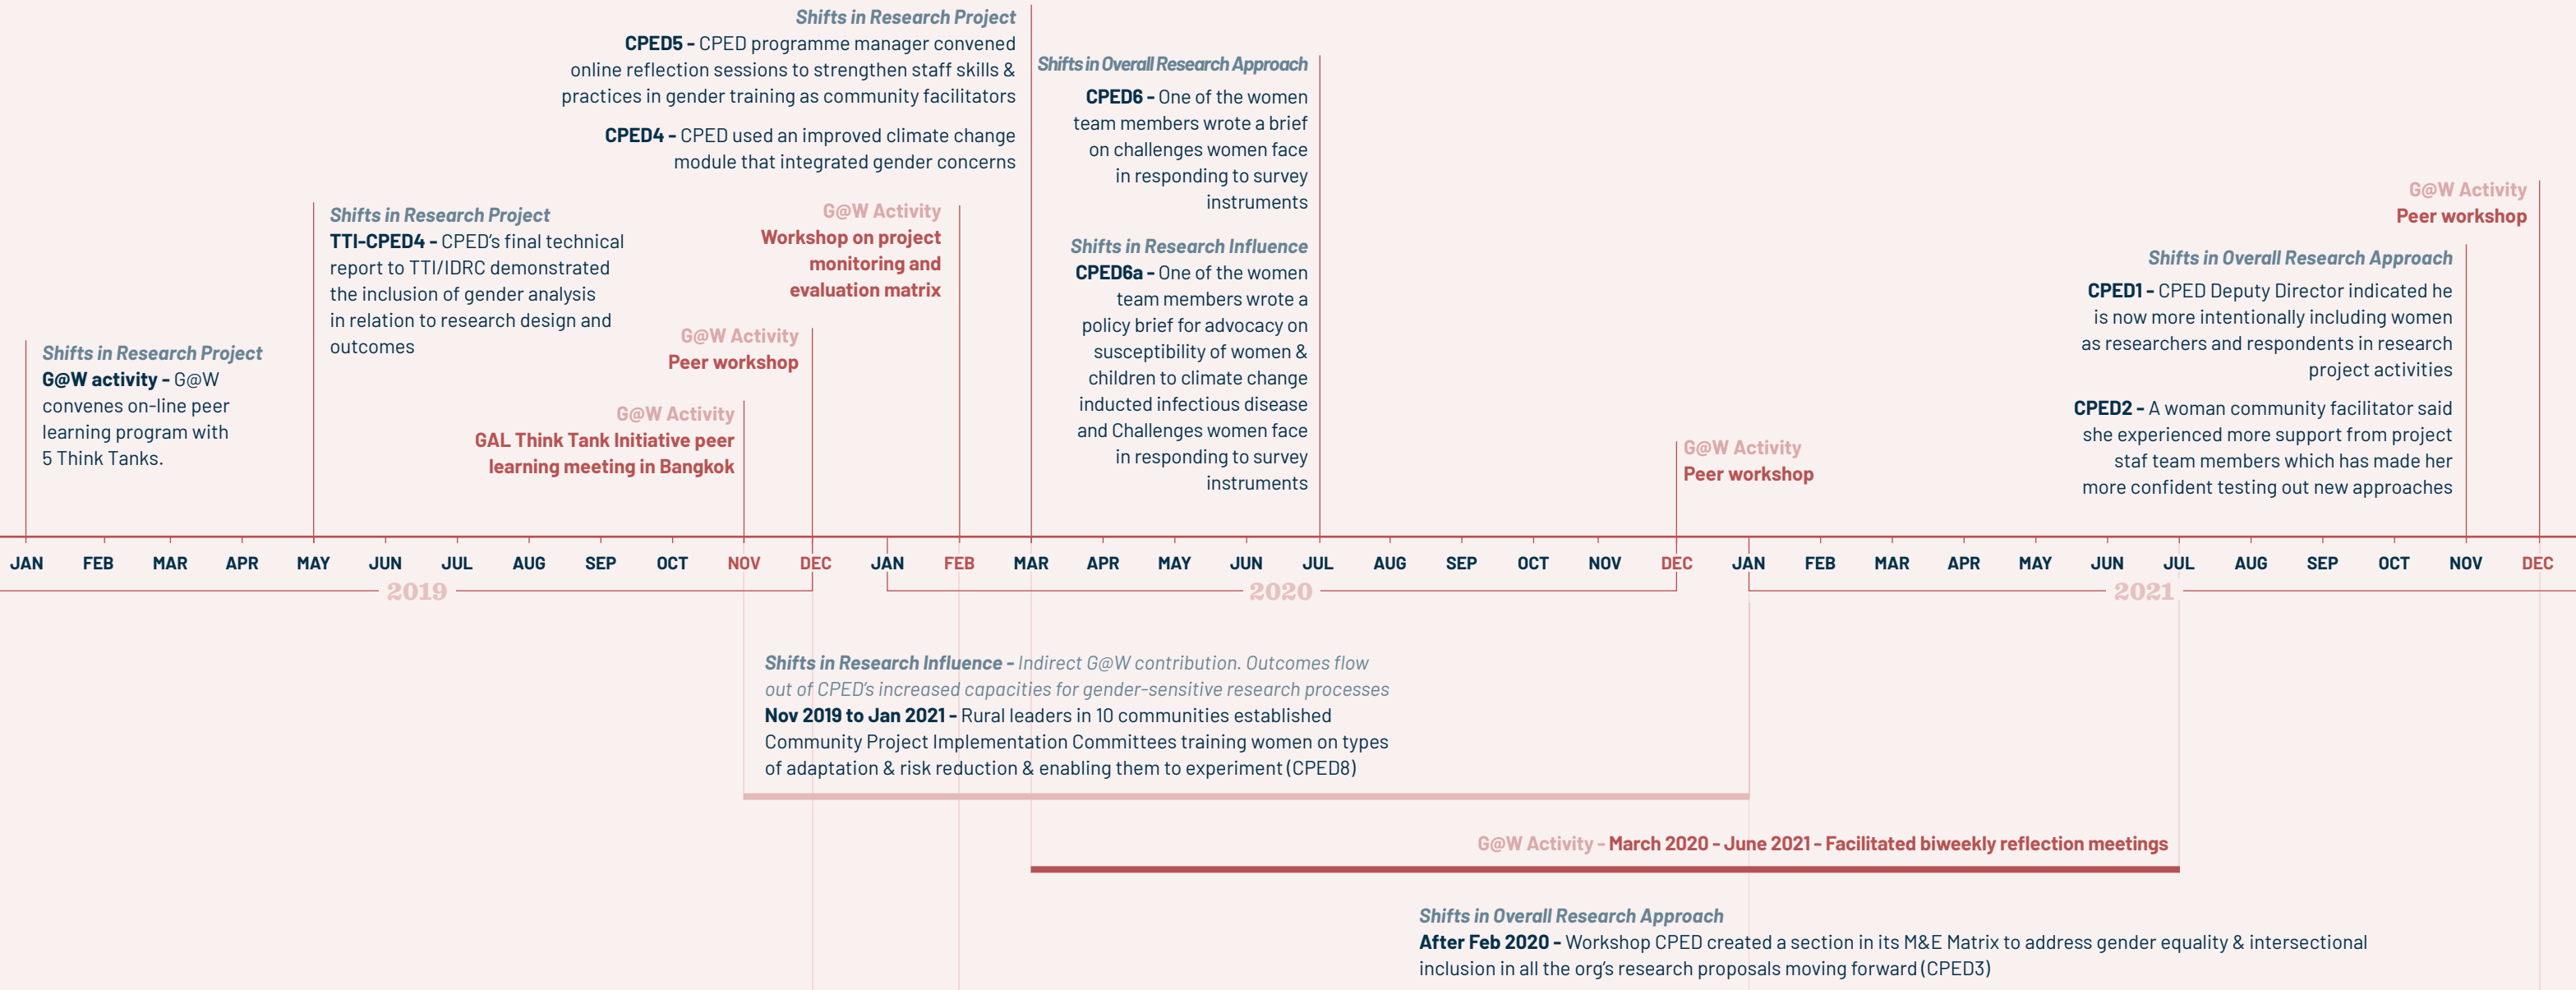 Shifts in Research Project
CPED5 - CPED programme manager convened
online reflection sessions to strengthen staff skills &
practices in gender training as community facilitators
CPED4 - CPED used an improved climate change
module that integrated gender concerns
Shifts in Overall Research Approach
CPED6 - One of the women
team members wrote a brief
on challenges women face
in responding to survey
instruments
Shifts in Research Influence
CPED6a - One of the women
team members wrote a
policy brief for advocacy on
susceptibility of women &
children to climate change
inducted infectious disease
and Challenges women face
in responding to survey
instruments
Shifts in Research Project
G@W activity - G@W
convenes on-line peer
learning program with
5 Think Tanks.
Shifts in Research Project
TTI-CPED4 - CPED's final technical
report to TTI/IDRC demonstrated
the inclusion of gender analysis
in relation to research design and
outcomes
G@W Activity
GAL Think Tank Initiative peer
learning meeting in Bangkok
G@W Activity
Peer workshop
G@W Activity
Workshop on project
monitoring and
evaluation matrix
G@W Activity
Peer workshop
Shifts in Overall Research Approach
CPED1 - CPED Deputy Director indicated he
is now more intentionally including women
as researchers and respondents in research
project activities
CPED2 - A woman community facilitator said
she experienced more support from project
staf team members which has made her
more confident testing out new approaches
G@W Activity
Peer workshop
JAN FEB MAR APR MAY JUN JUL AUG SEP OCT NOV DEC JAN FEB MAR APR MAY JUN JUL AUG SEP OCT NOV DEC JAN FEB MAR APR MAY JUN JUL AUG SEP OCT NOV DEC
2019 2020 2021
Shifts in Research Influence - Indirect G@W contribution. Outcomes flow
out of CPED's increased capacities for gender-sensitive research processes
Nov 2019 to Jan 2021 - Rural leaders in 10 communities established
Community Project Implementation Committees training women on types
of adaptation & risk reduction & enabling them to experiment (CPED8)
G@W Activity - March 2020 - June 2021 - Facilitated biweekly reflection meetings
Shifts in Overall Research Approach
After Feb 2020 - Workshop CPED created a section in its M&E Matrix to address gender equality & intersectional
inclusion in all the org's research proposals moving forward (CPED3)